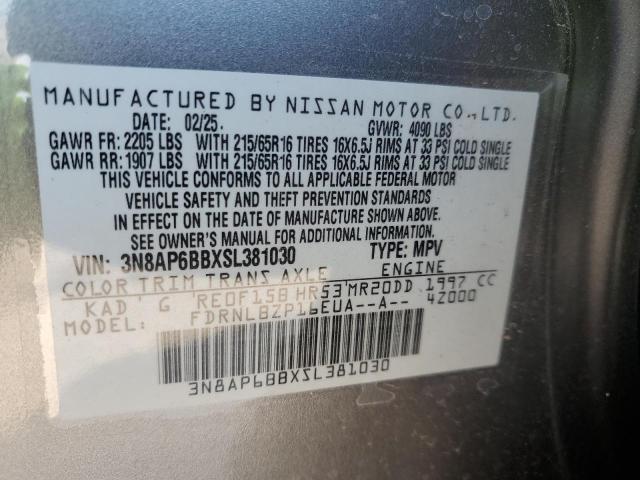 MANUFACTURED BY NISSAN MOTOR CO., LTD.
DATE: 02/25. GVWR: 4090 LBS
GAWR FR: 2205 LBS WITH 215/65R16 TIRES 16X6.5J RIMS AT 33 PSI COLD SINGLE
GAWR RR: 1907 LBS WITH 215/65R16 TIRES 16X6.5J RIMS AT 33 PSI COLD SINGLE
THIS VEHICLE CONFORMS TO ALL APPLICABLE FEDERAL MOTOR
VEHICLE SAFETY AND THEFT PREVENTION STANDARDS
IN EFFECT ON THE DATE OF MANUFACTURE SHOWN ABOVE.
SEE OWNER'S MANUAL FOR ADDITIONAL INFORMATION.
VIN: 3N8AP6BBXSL381030 TYPE: MPV
COLOR TRIM TRANS AXLE ENGINE
KAD ' G 'RE0F15B HR53'MR20DD 1997 CC
MODEL: FDRNLBZP16EUA--A-- 4Z000
3N8AP6BBXSL381030